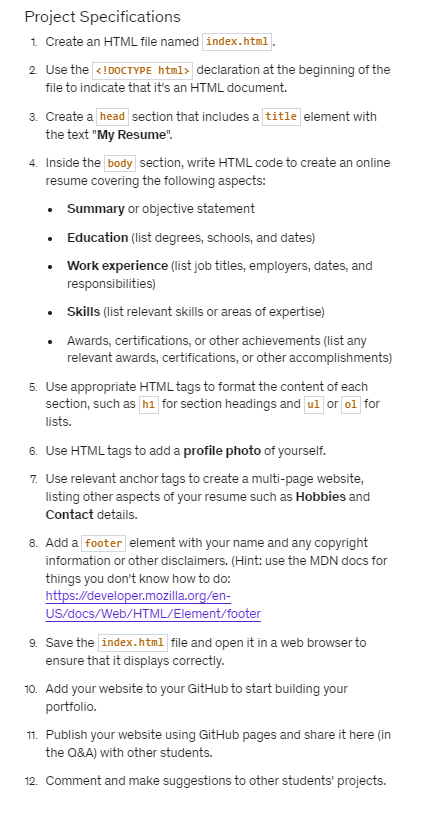 Project Specifications
1. Create an HTML file named index.html.
2. Use the <!DOCTYPE html> declaration at the beginning of the
file to indicate that it's an HTML document.
3. Create a head section that includes a title element with
the text "My Resume".
4. Inside the body section, write HTML code to create an online
resume covering the following aspects:
• Summary or objective statement
• Education (list degrees, schools, and dates)
• Work experience (list job titles, employers, dates, and
responsibilities)
• Skills (list relevant skills or areas of expertise)
• Awards, certifications, or other achievements (list any
relevant awards, certifications, or other accomplishments)
5. Use appropriate HTML tags to format the content of each
section, such as h1 for section headings and ul or ol for
lists.
6. Use HTML tags to add a profile photo of yourself.
7. Use relevant anchor tags to create a multi-page website,
listing other aspects of your resume such as Hobbies and
Contact details.
8. Add a footer element with your name and any copyright
information or other disclaimers. (Hint: use the MDN docs for
things you don't know how to do:
https://developer.mozilla.org/en-
US/docs/Web/HTML/Element/footer
9. Save the index.html file and open it in a web browser to
ensure that it displays correctly.
10. Add your website to your GitHub to start building your
portfolio.
11. Publish your website using GitHub pages and share it here (in
the Q&A) with other students.
12. Comment and make suggestions to other students' projects.